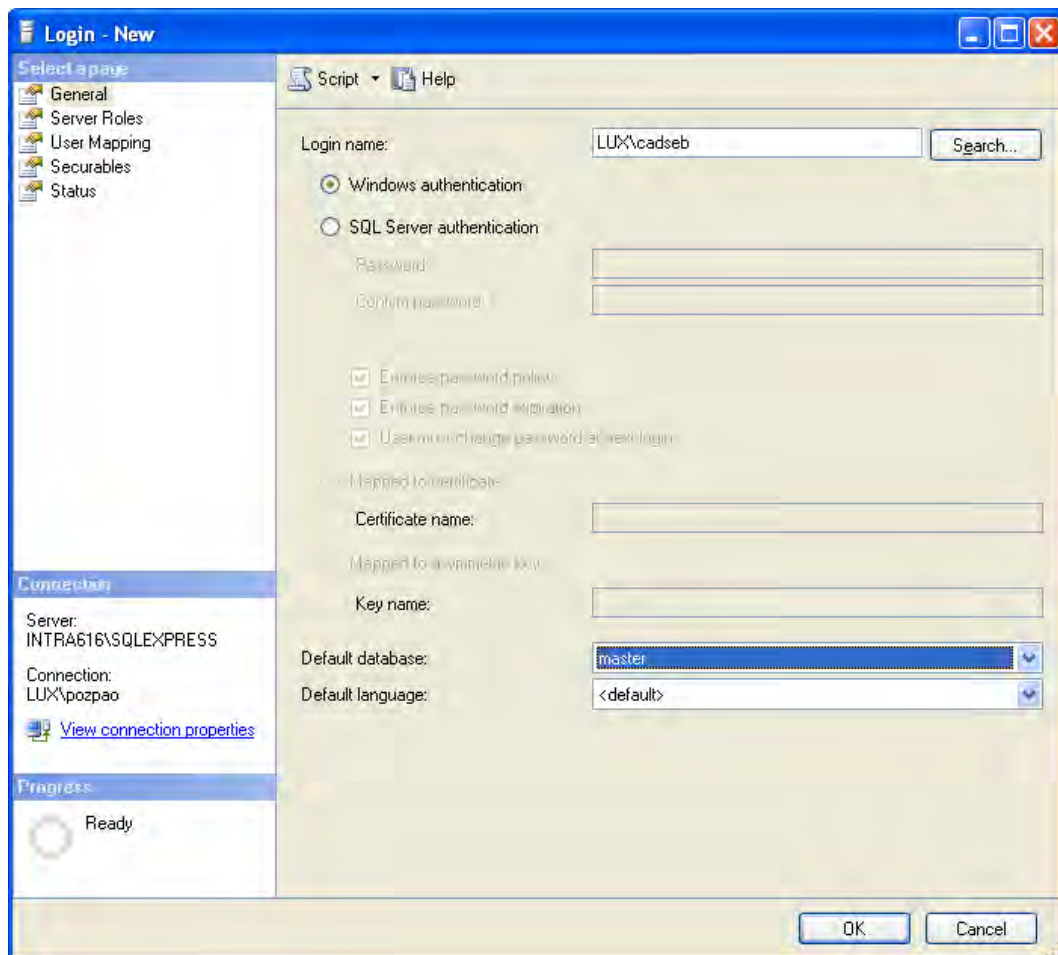 Login - New
Select a page
General
Server Roles
User Mapping
Securables
Status
Script
Help
Login name:
LUX\cadseb
Search...
Windows authentication
SQL Server authentication
Password
Confirm password
Enforce password policy
Enforce password expiration
User must change password at next login
Mapped to certificate
Certificate name:
Mapped to asymmetric key
Key name:
Default database:
master
Default language:
<default>
Connection
Server:
INTRA616\SQLEXPRESS
Connection:
LUX\pozpao
View connection properties
Progress
Ready
OK
Cancel